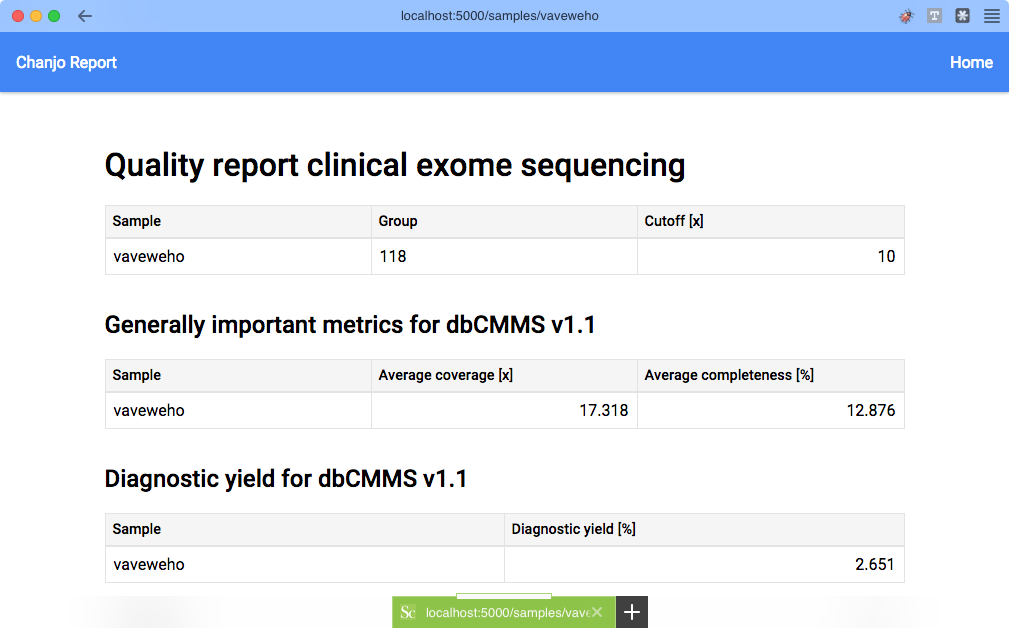 localhost:5000/samples/vaveweho
T
Chanjo Report Home
Quality report clinical exome sequencing
Sample Group Cutoff [x]
vaveweho 118 10
Generally important metrics for dbCMMS v1.1
Sample Average coverage [x] Average completeness [%]
vaveweho 17.318 12.876
Diagnostic yield for dbCMMS v1.1
Sample Diagnostic yield [%]
vaveweho 2.651
Sc localhost:5000/samples/vave